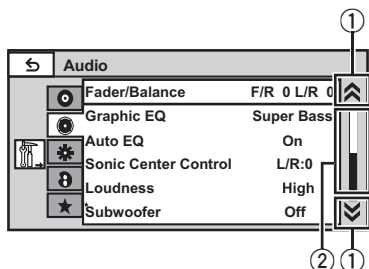 ①
Audio
Fader/Balance F/R 0 L/R 0
Graphic EQ Super Bass
Auto EQ On
Sonic Center Control L/R:0
Loudness High
Subwoofer Off
② ①